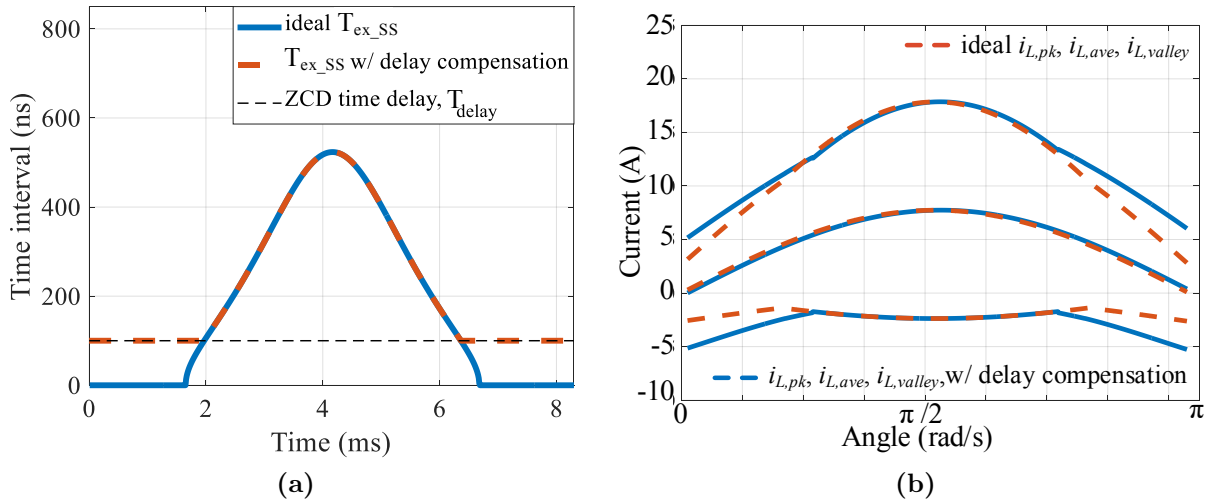 800
600
400
200
0
0
2
4
6
8
Time interval (ns)
Time (ms)
ideal T_ex_SS
T_ex_SS w/ delay compensation
ZCD time delay, T_delay
(a)
25
20
15
10
5
0
-5
-10
0
π/2
π
Current (A)
Angle (rad/s)
ideal i_L,pk, i_L,ave, i_L,valley
i_L,pk, i_L,ave, i_L,valley,w/ delay compensation
(b)